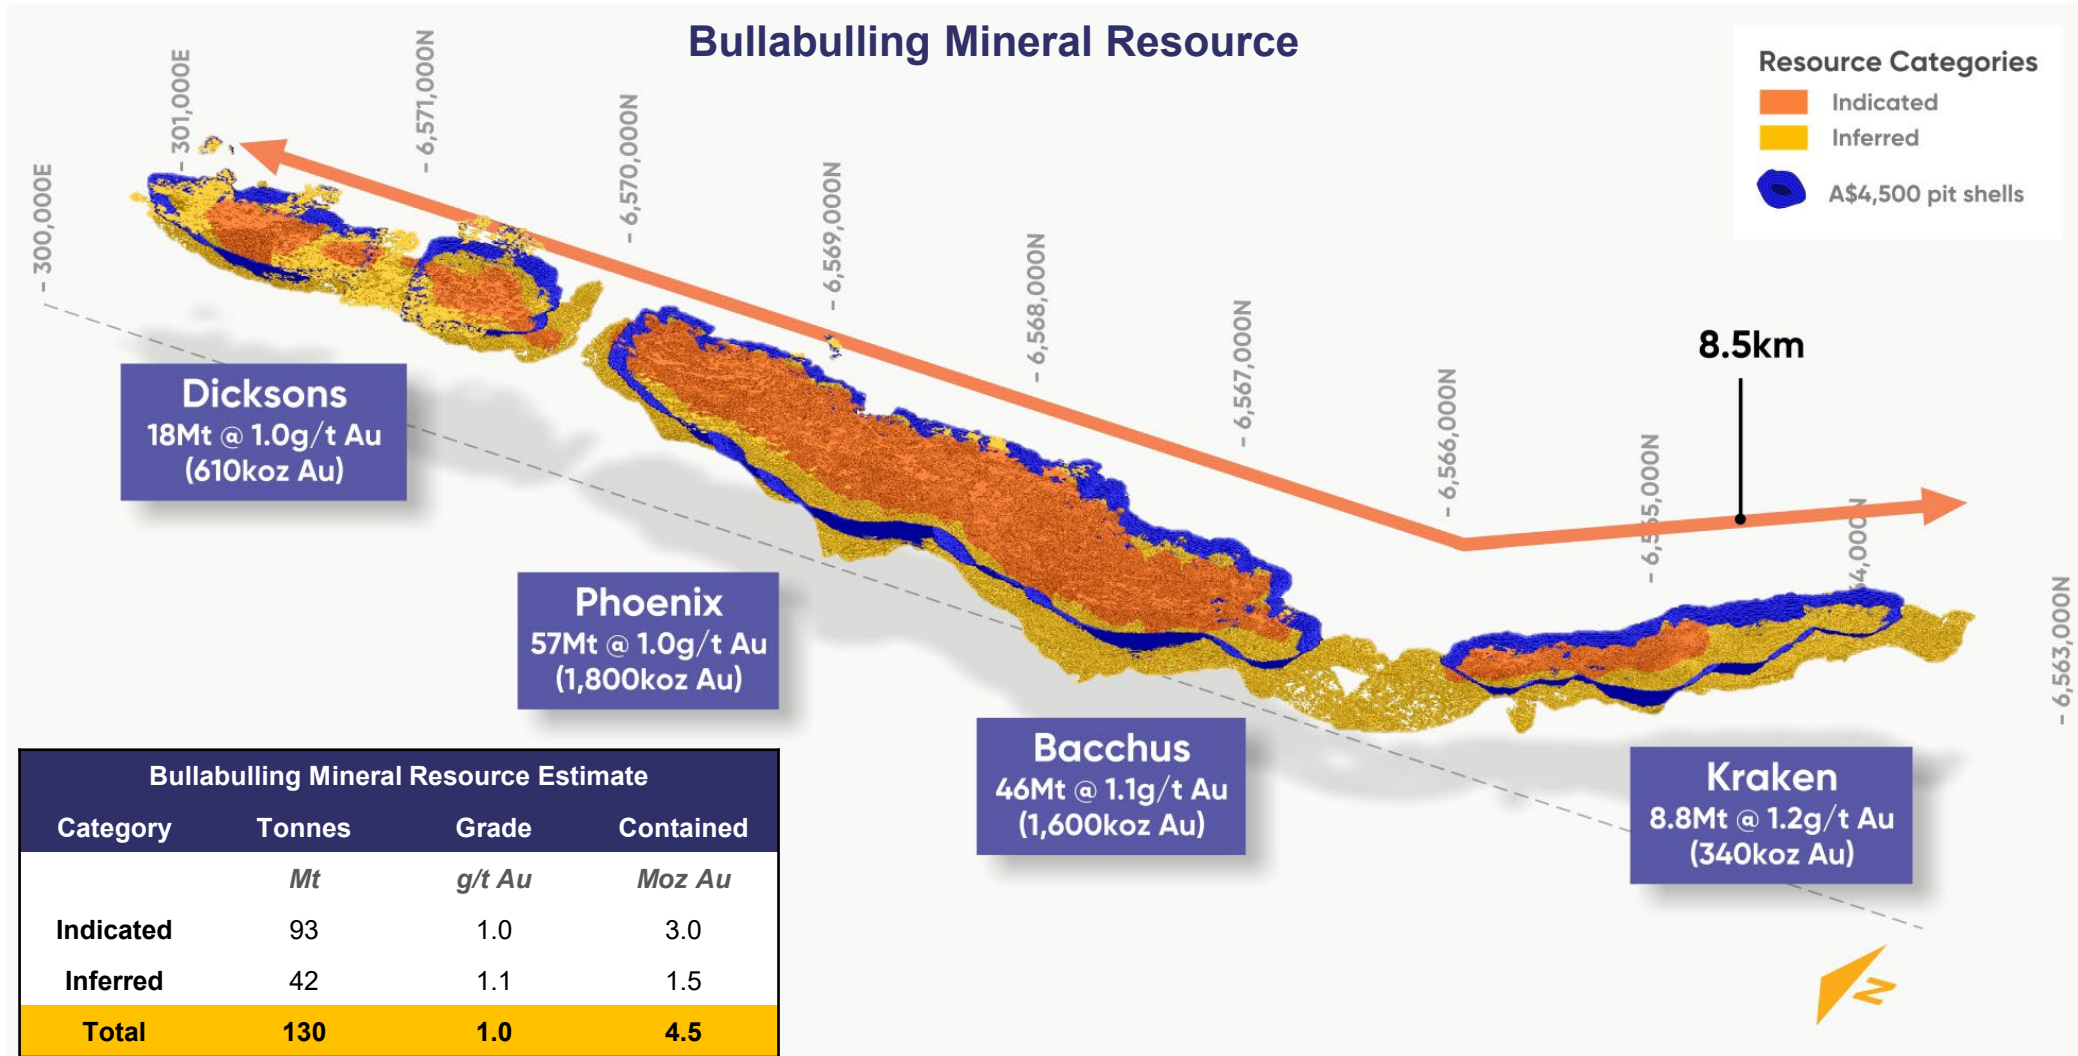 Bullabulling Mineral Resource
Resource Categories
Indicated
Inferred
A$4,500 pit shells
- 300,000E
- 301,000E
- 6,571,000N
- 6,570,000N
- 6,569,000N
- 6,568,000N
- 6,567,000N
- 6,566,000N
- 6,563,000N
8.5km
Dicksons
18Mt @ 1.0g/t Au
(610koz Au)
Phoenix
57Mt @ 1.0g/t Au
(1,800koz Au)
Bacchus
46Mt @ 1.1g/t Au
(1,600koz Au)
Kraken
8.8Mt @ 1.2g/t Au
(340koz Au)
Bullabulling Mineral Resource Estimate
Category Tonnes Grade Contained
Mt g/t Au Moz Au
Indicated 93 1.0 3.0
Inferred 42 1.1 1.5
Total 130 1.0 4.5
N